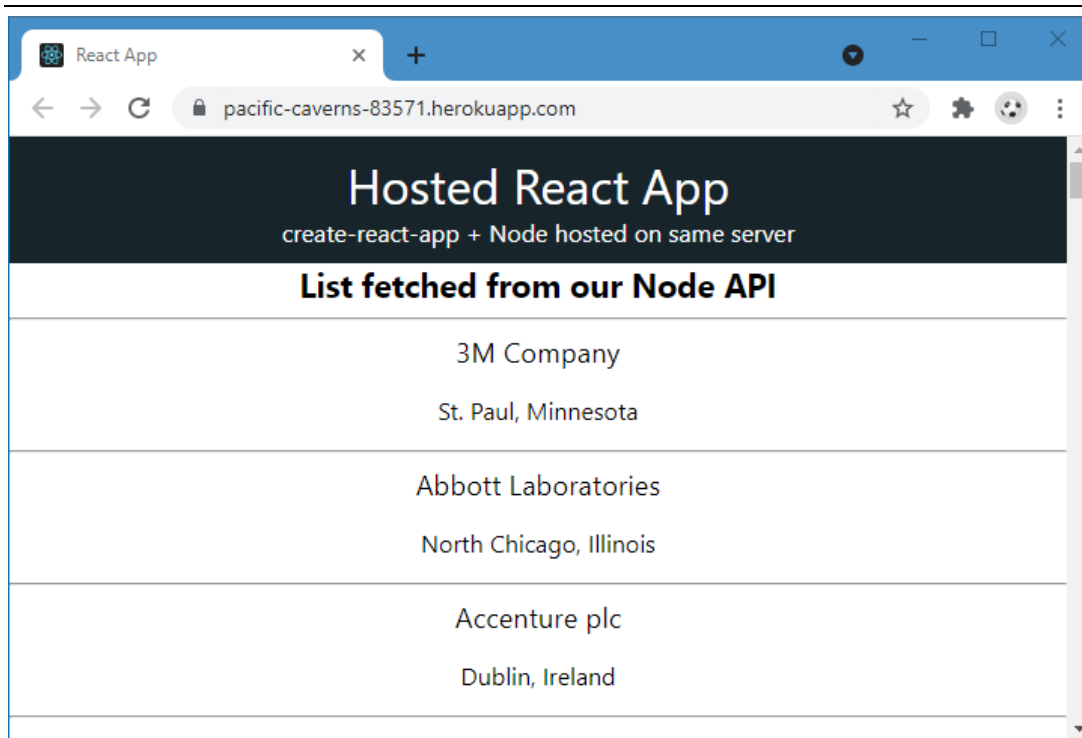 React App
pacific-caverns-83571.herokuapp.com
Hosted React App
create-react-app + Node hosted on same server
List fetched from our Node API
3M Company
St. Paul, Minnesota
Abbott Laboratories
North Chicago, Illinois
Accenture plc
Dublin, Ireland